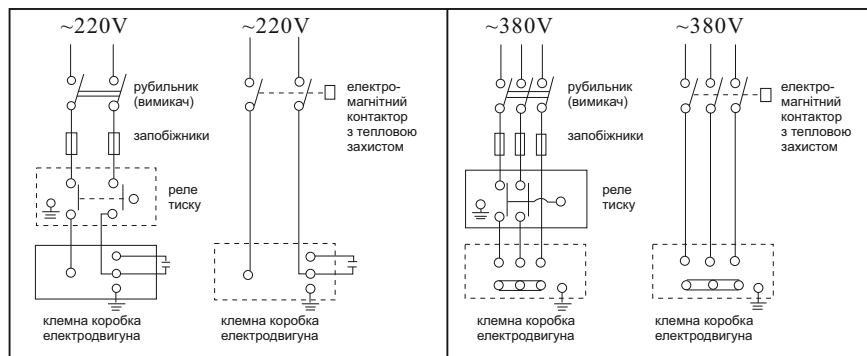 ~220V
~220V
рубильник
(вимикач)
електро-
магнітний
контактор
з тепловою
захистом
запобіжники
реле
тиску
клемна коробка
електродвигуна
клемна коробка
електродвигуна
~380V
~380V
рубильник
(вимикач)
електро-
магнітний
контактор
з тепловою
захистом
запобіжники
реле
тиску
клемна коробка
електродвигуна
клемна коробка
електродвигуна